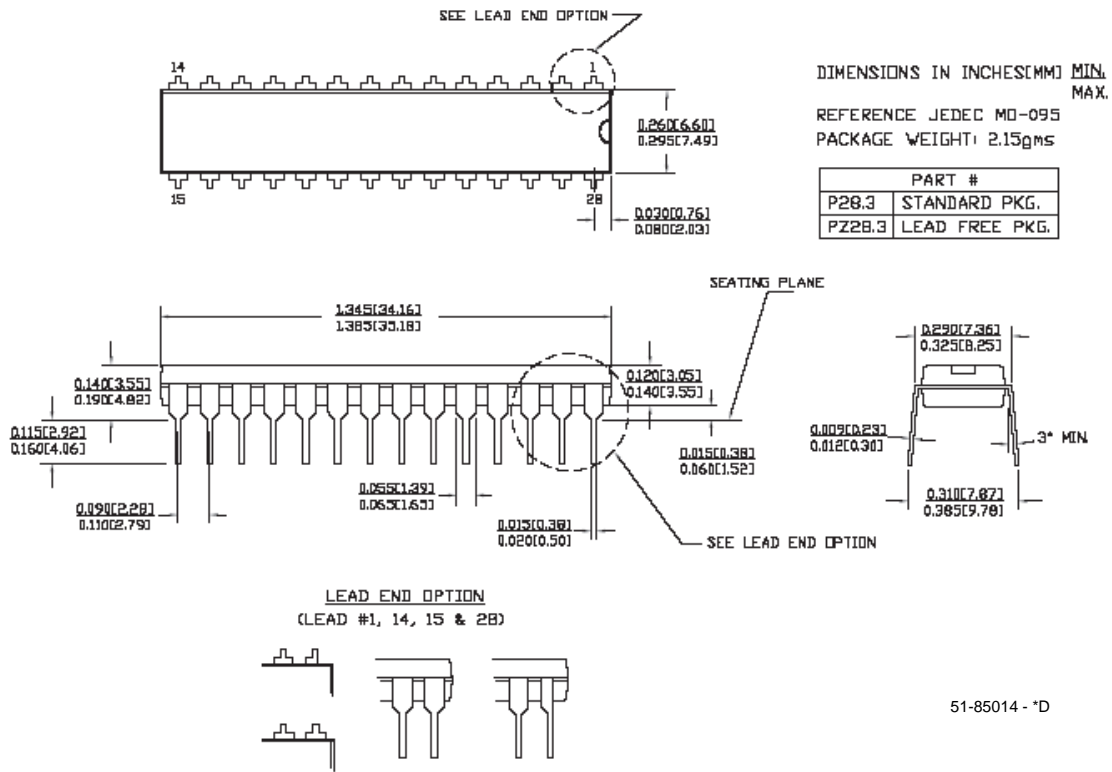 SEE LEAD END OPTION
14
1
DIMENSIONS IN INCHES[MM] MIN.
MAX.
REFERENCE JEDEC MO-095
PACKAGE WEIGHT: 2.15gms
0.260[6.60]
0.295[7.49]
PART #
P28.3 STANDARD PKG.
PZ28.3 LEAD FREE PKG.
15
28
0.030[0.76]
0.080[2.03]
SEATING PLANE
1.345[34.16]
1.385[35.18]
0.290[7.36]
0.325[8.25]
0.140[3.55]
0.190[4.82]
0.120[3.05]
0.140[3.55]
0.115[2.92]
0.160[4.06]
0.015[0.38]
0.060[1.52]
0.009[0.23]
0.012[0.30]
3° MIN.
0.055[1.39]
0.065[1.65]
0.090[2.28]
0.110[2.79]
0.015[0.38]
0.020[0.50]
0.310[7.87]
0.385[9.78]
SEE LEAD END OPTION
LEAD END OPTION
(LEAD #1, 14, 15 & 28)
51-85014 - *D